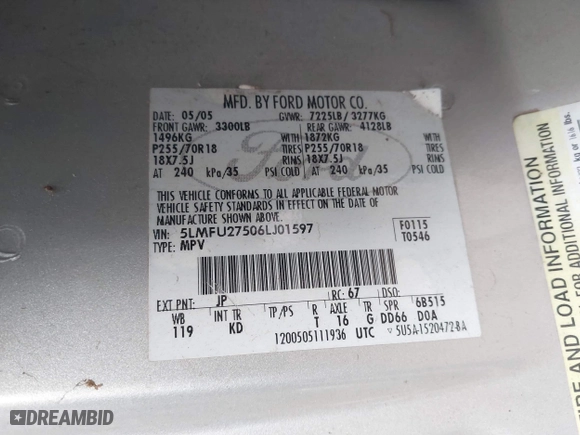 MFD. BY FORD MOTOR CO.
DATE: 05/05 GVWR: 7225LB/ 3277KG
FRONT GAWR: 3300LB REAR GAWR: 4128LB
1496KG WITH 1872KG WITH
P255/70R18 TIRES P255/70R18 TIRES
18X7.5J RIMS 18X7.5J RIMS
AT 240 kPa/35 PSI COLD AT 240 kPa/35 PSI COLD
Ford
THIS VEHICLE CONFORMS TO ALL APPLICABLE FEDERAL MOTOR
VEHICLE SAFETY STANDARDS IN EFFECT ON THE DATE OF
MANUFACTURE SHOWN ABOVE.
VIN: 5LMFU27506LJ01597 F0115
TYPE: MPV T0546
EXT PNT: JP RC: 67 DSO:
WB INT TR TP/PS R AXLE TR SPR 6B515
119 KD T 16 G DD66 D0A
1200505111936 UTC 5U5A-1520472-BA
kg or lbs.
RE AND LOAD INFORMATION
FOR ADDITIONAL INFORMATION
DREAMBID